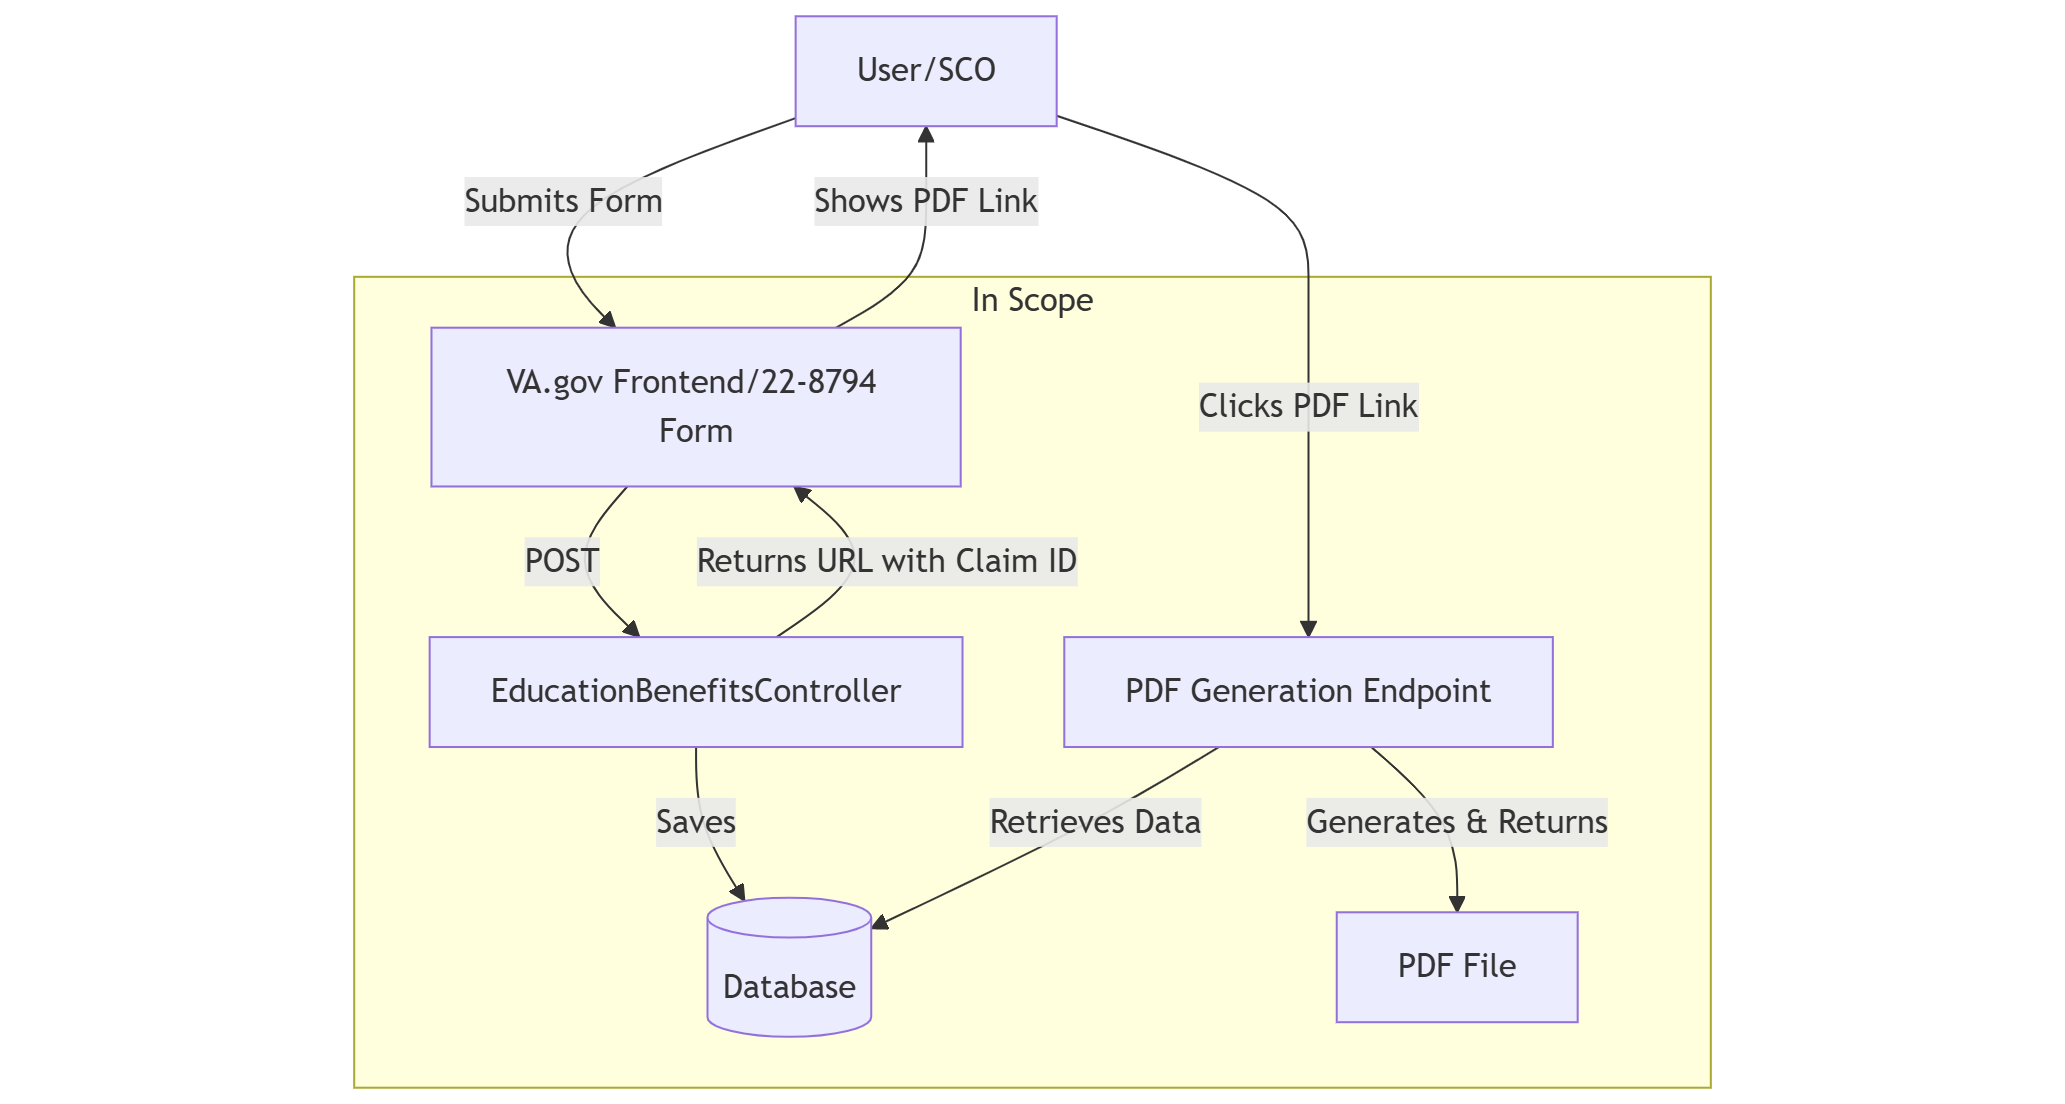 User/SCO
Submits Form
Shows PDF Link
In Scope
VA.gov Frontend/22-8794
Form
Clicks PDF Link
POST
Returns URL with Claim ID
EducationBenefitsController
PDF Generation Endpoint
Saves
Retrieves Data
Generates & Returns
Database
PDF File